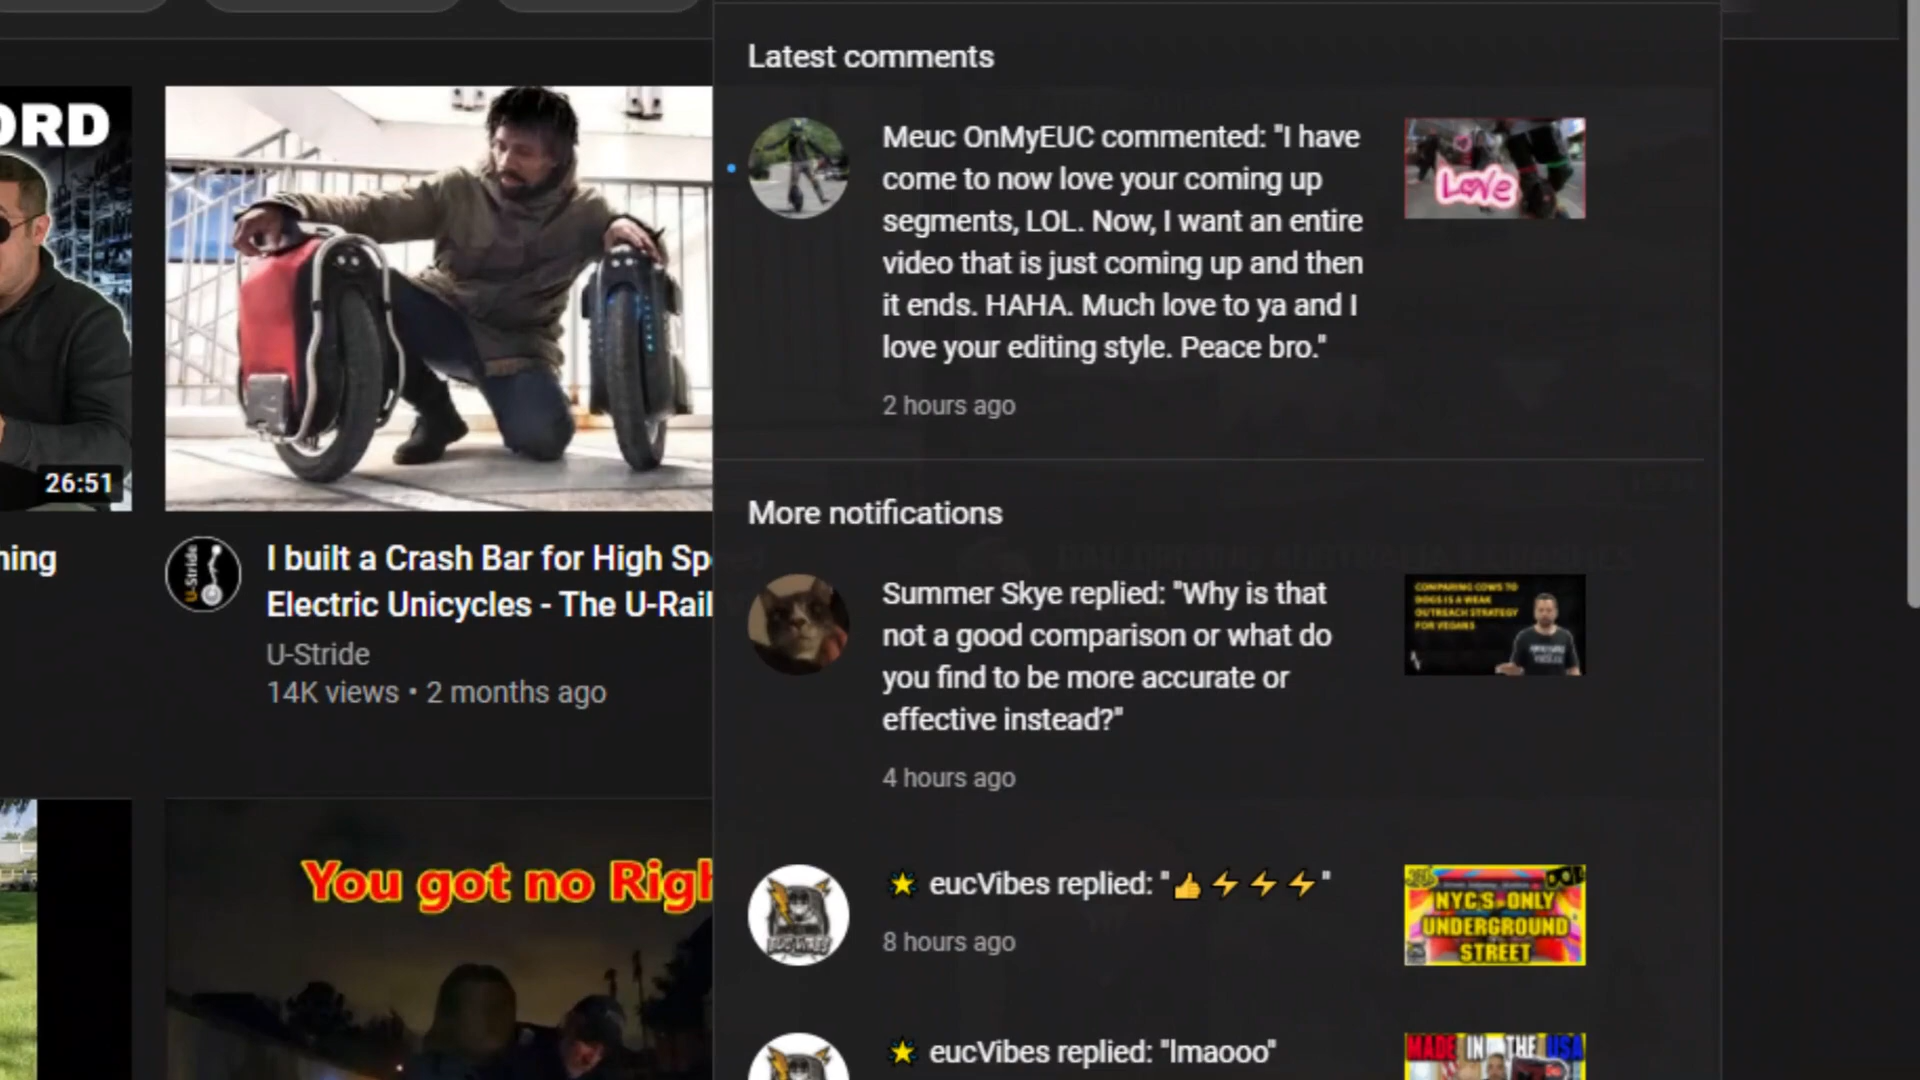 Latest comments
Meuc OnMyEUC commented: "I have
come to now love your coming up
segments, LOL. Now, I want an entire
video that is just coming up and then
it ends. HAHA. Much love to ya and I
love your editing style. Peace bro."
2 hours ago
Love
More notifications
Summer Skye replied: "Why is that
not a good comparison or what do
you find to be more accurate or
effective instead?"
4 hours ago
COMPARING COWS TO
DOGS IS A WEAK
OUTREACH STRATEGY
FOR VEGANS
🌟 eucVibes replied: "👍⚡⚡⚡"
8 hours ago
NYC'S ONLY
UNDERGROUND
STREET
🌟 eucVibes replied: "lmaooo"
MADE IN THE USA
ORD
26:51
ning
U-Stride
I built a Crash Bar for High Sp
Electric Unicycles - The U-Rail
U-Stride
14K views • 2 months ago
You got no Righ